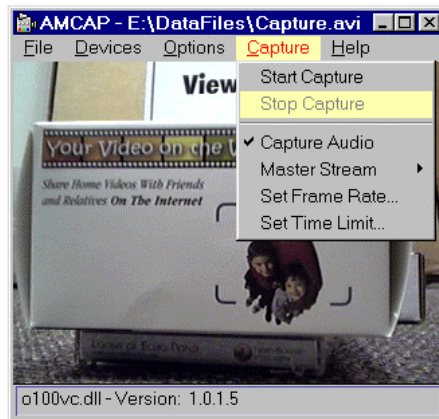 AMCAP - E:\DataFiles\Capture.avi
File Devices Options Capture Help
Start Capture
Stop Capture
Capture Audio
Master Stream
Set Frame Rate...
Set Time Limit...
View
Your Video on the
Share Home Videos With Friends
and Relatives On The Internet
o100vc.dll - Version: 1.0.1.5